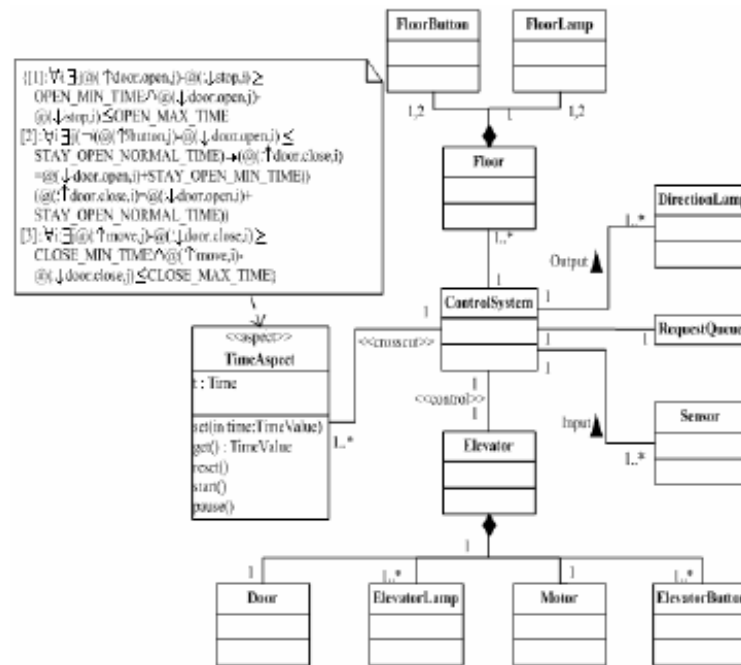 FloorButton
FloorLamp
1,2
1
1,2
{[1]:∀i∃j(@(↑door.open,j)-@(↓stop,i)≥
OPEN_MIN_TIME∧@(↓door.open,j)-
@(↓stop,i)≤OPEN_MAX_TIME
[2]:∀i∃j(¬(@(↑button,j)-@(↓door.open,i)≤
STAY_OPEN_NORMAL_TIME)→(@(↑door.close,i)
=@(↓door.open,i)+STAY_OPEN_MIN_TIME))
(@(↑door.close,i)=@(↓door.open,i)+
STAY_OPEN_NORMAL_TIME))
[3]:∀i∃j(@(↑move,j)-@(↓door.close,i)≥
CLOSE_MIN_TIME∧@(↑move,i)-
@(↓door.close,j)≤CLOSE_MAX_TIME}
Floor
1..*
1
DirectionLamp
1..*
Output
ControlSystem
1
1
1
1
1
RequestQueue
1
<<aspect>>
TimeAspect
t : Time
set(in time:TimeValue)
get() : TimeValue
reset()
start()
pause()
<<crosscut>>
1..*
<<control>>
1
Input
Sensor
1..*
Elevator
1
1
1..*
1
1..*
Door
ElevatorLamp
Motor
ElevatorButton